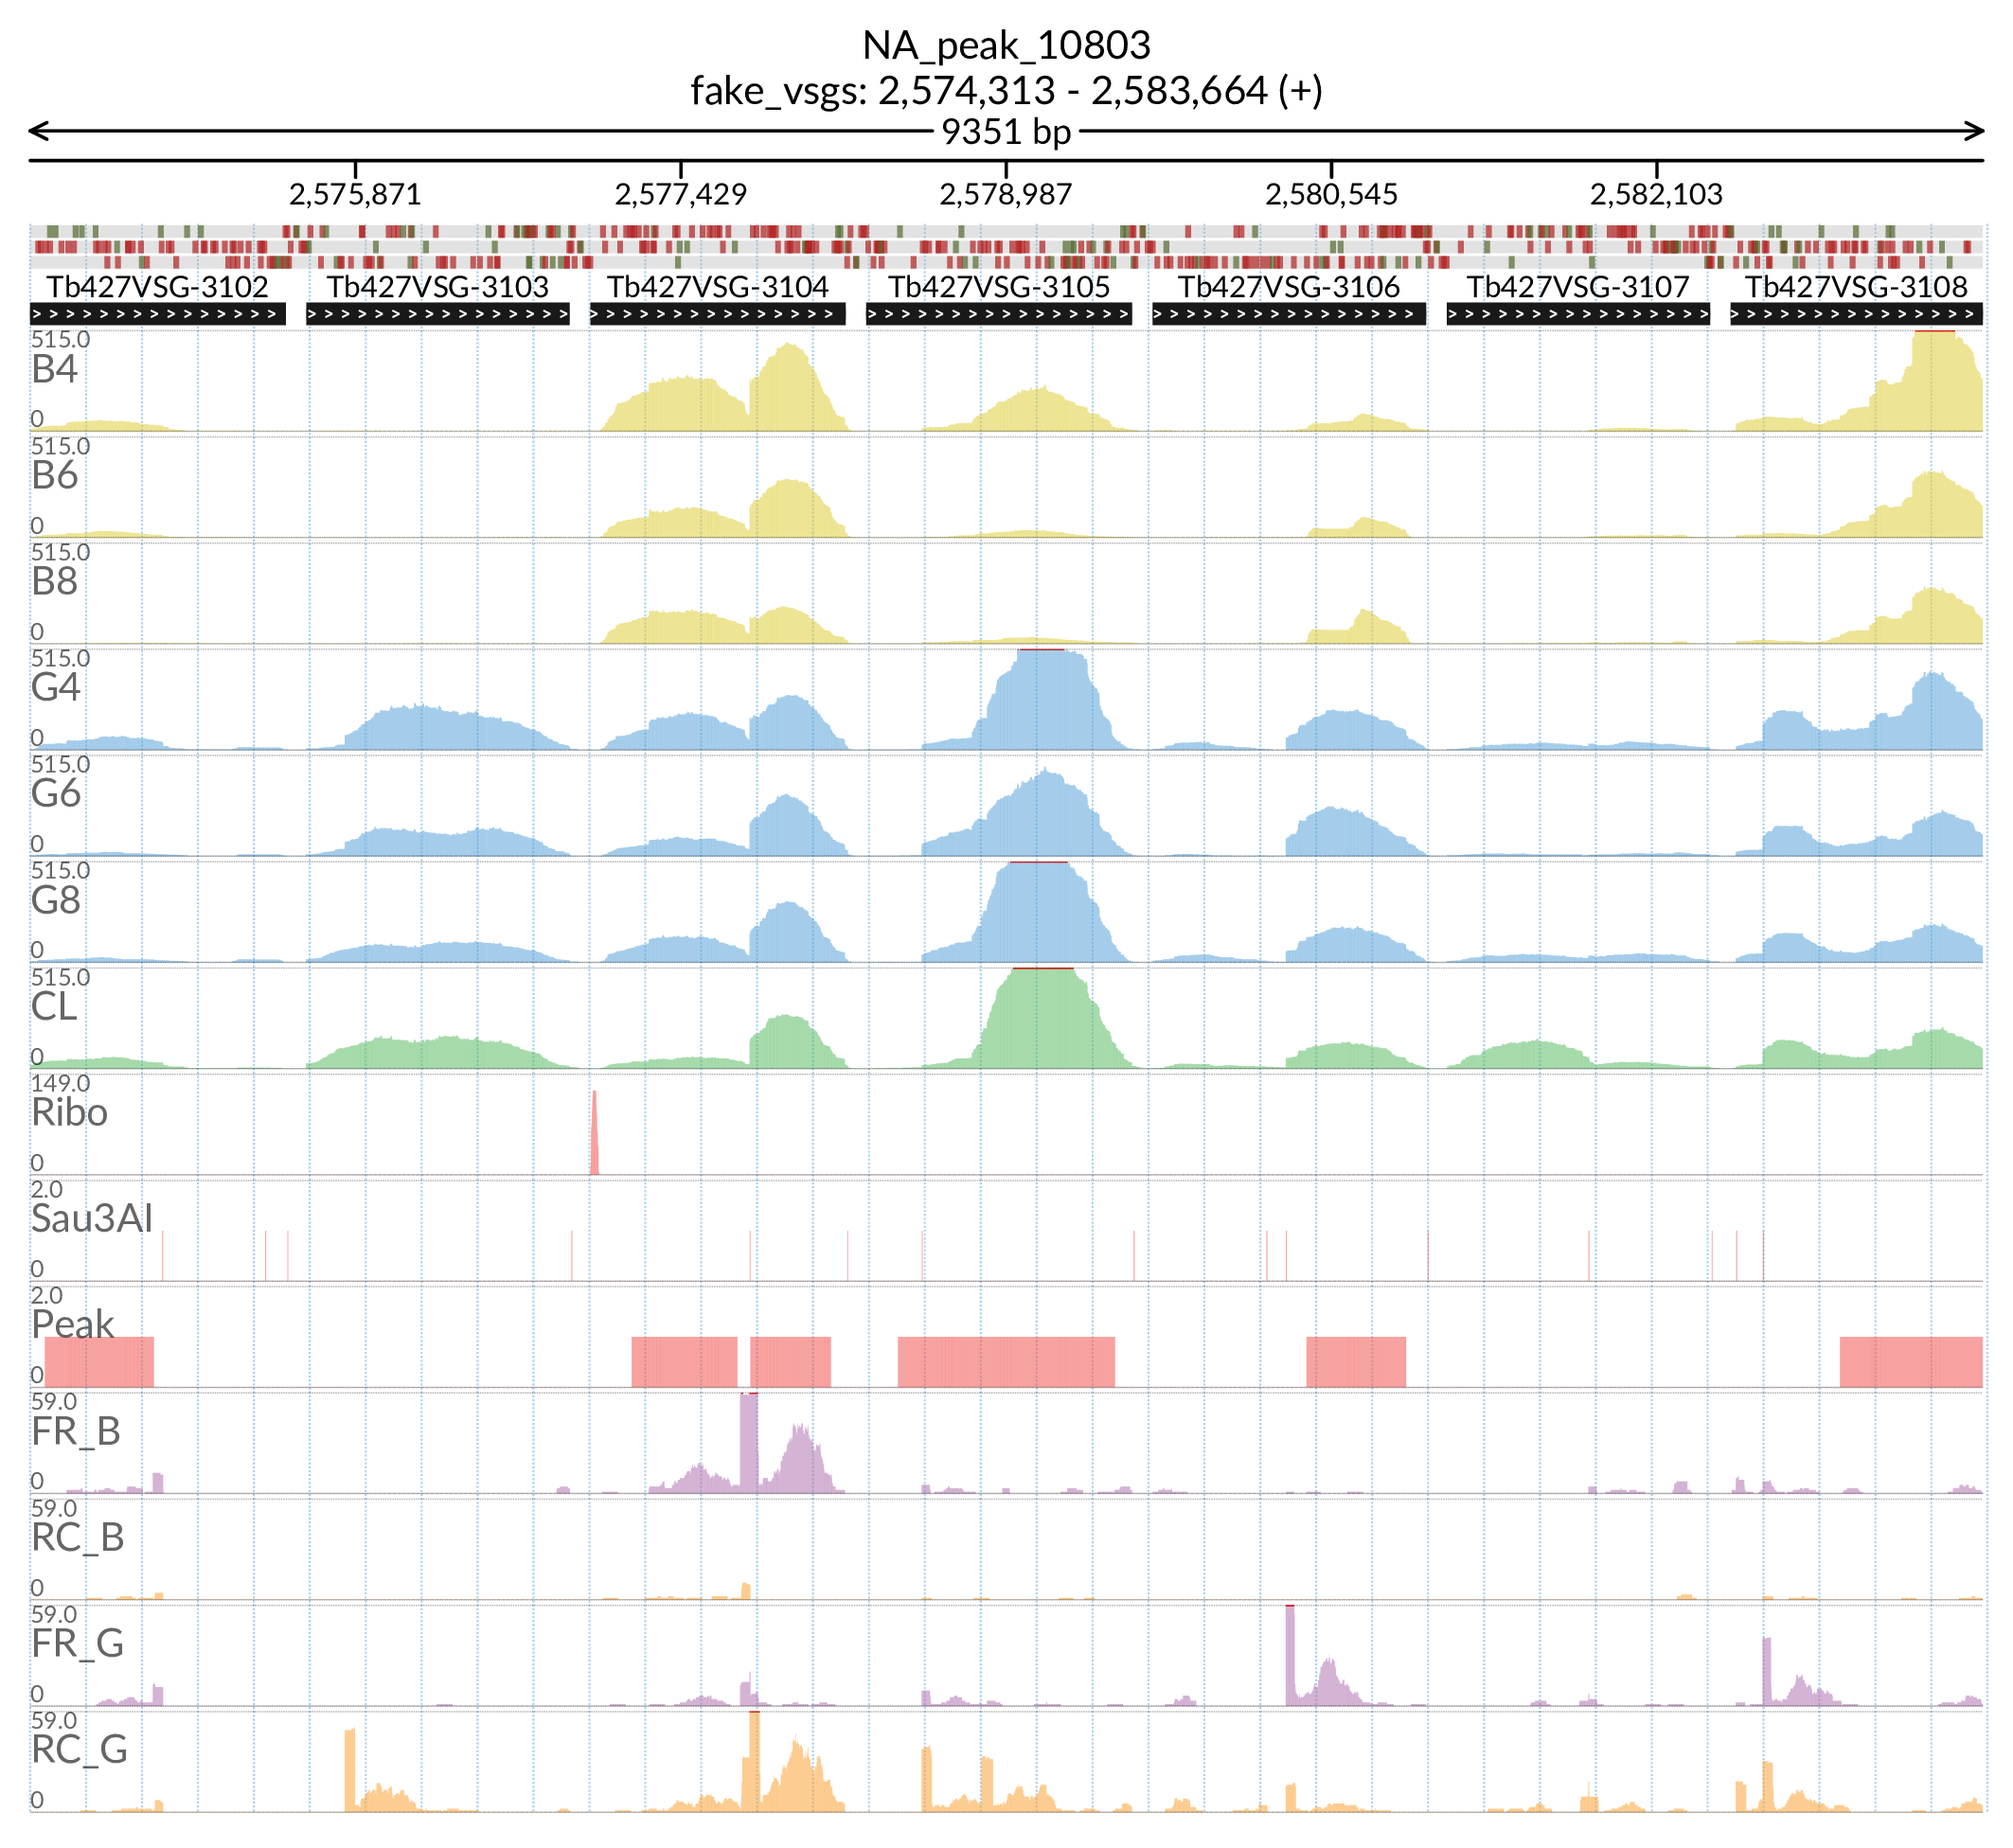 NA_peak_10803
fake_vsgs: 2,574,313 - 2,583,664 (+)
9351 bp
2,575,871 2,577,429 2,578,987 2,580,545 2,582,103
Tb427VSG-3102 Tb427VSG-3103 Tb427VSG-3104 Tb427VSG-3105 Tb427VSG-3106 Tb427VSG-3107 Tb427VSG-3108
515.0
B4
0
515.0
B6
0
515.0
B8
0
515.0
G4
0
515.0
G6
0
515.0
G8
0
515.0
CL
0
149.0
Ribo
0
2.0
Sau3AI
0
2.0
Peak
0
59.0
FR_B
0
59.0
RC_B
0
59.0
FR_G
0
59.0
RC_G
0